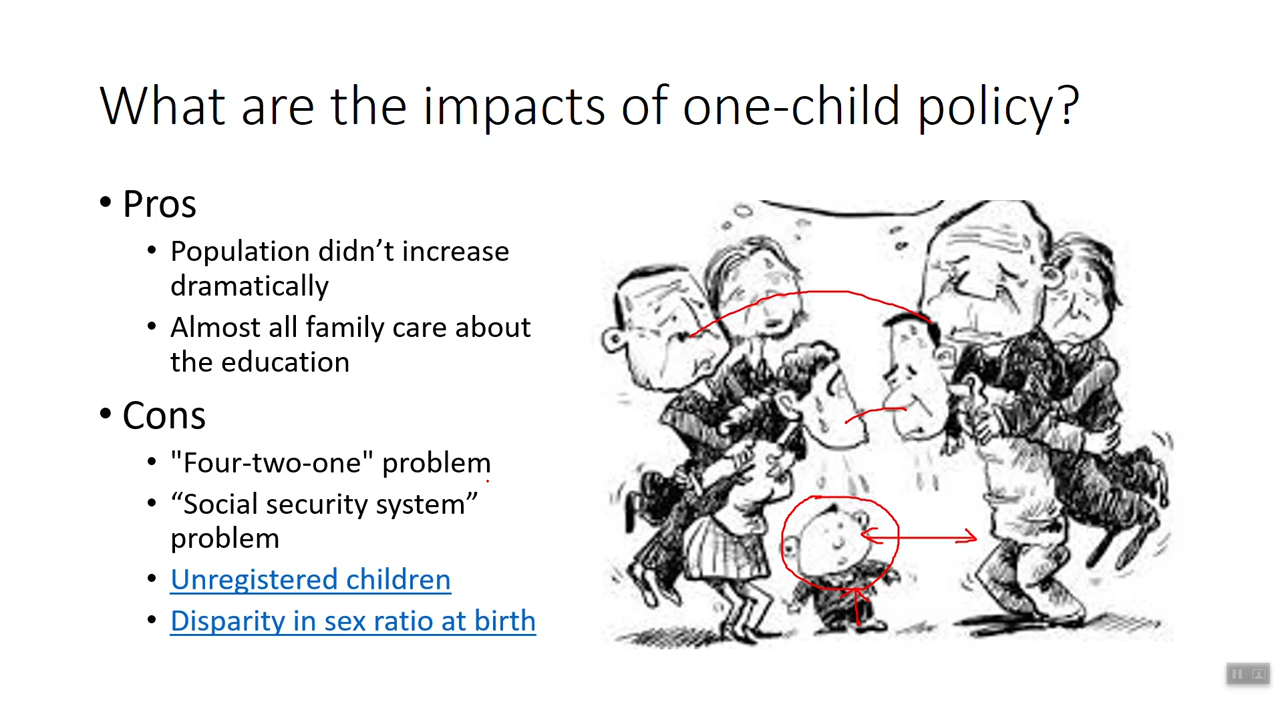 What are the impacts of one-child policy?
• Pros
• Population didn’t increase
dramatically
• Almost all family care about
the education
• Cons
• "Four-two-one" problem
• “Social security system”
problem
• Unregistered children
• Disparity in sex ratio at birth